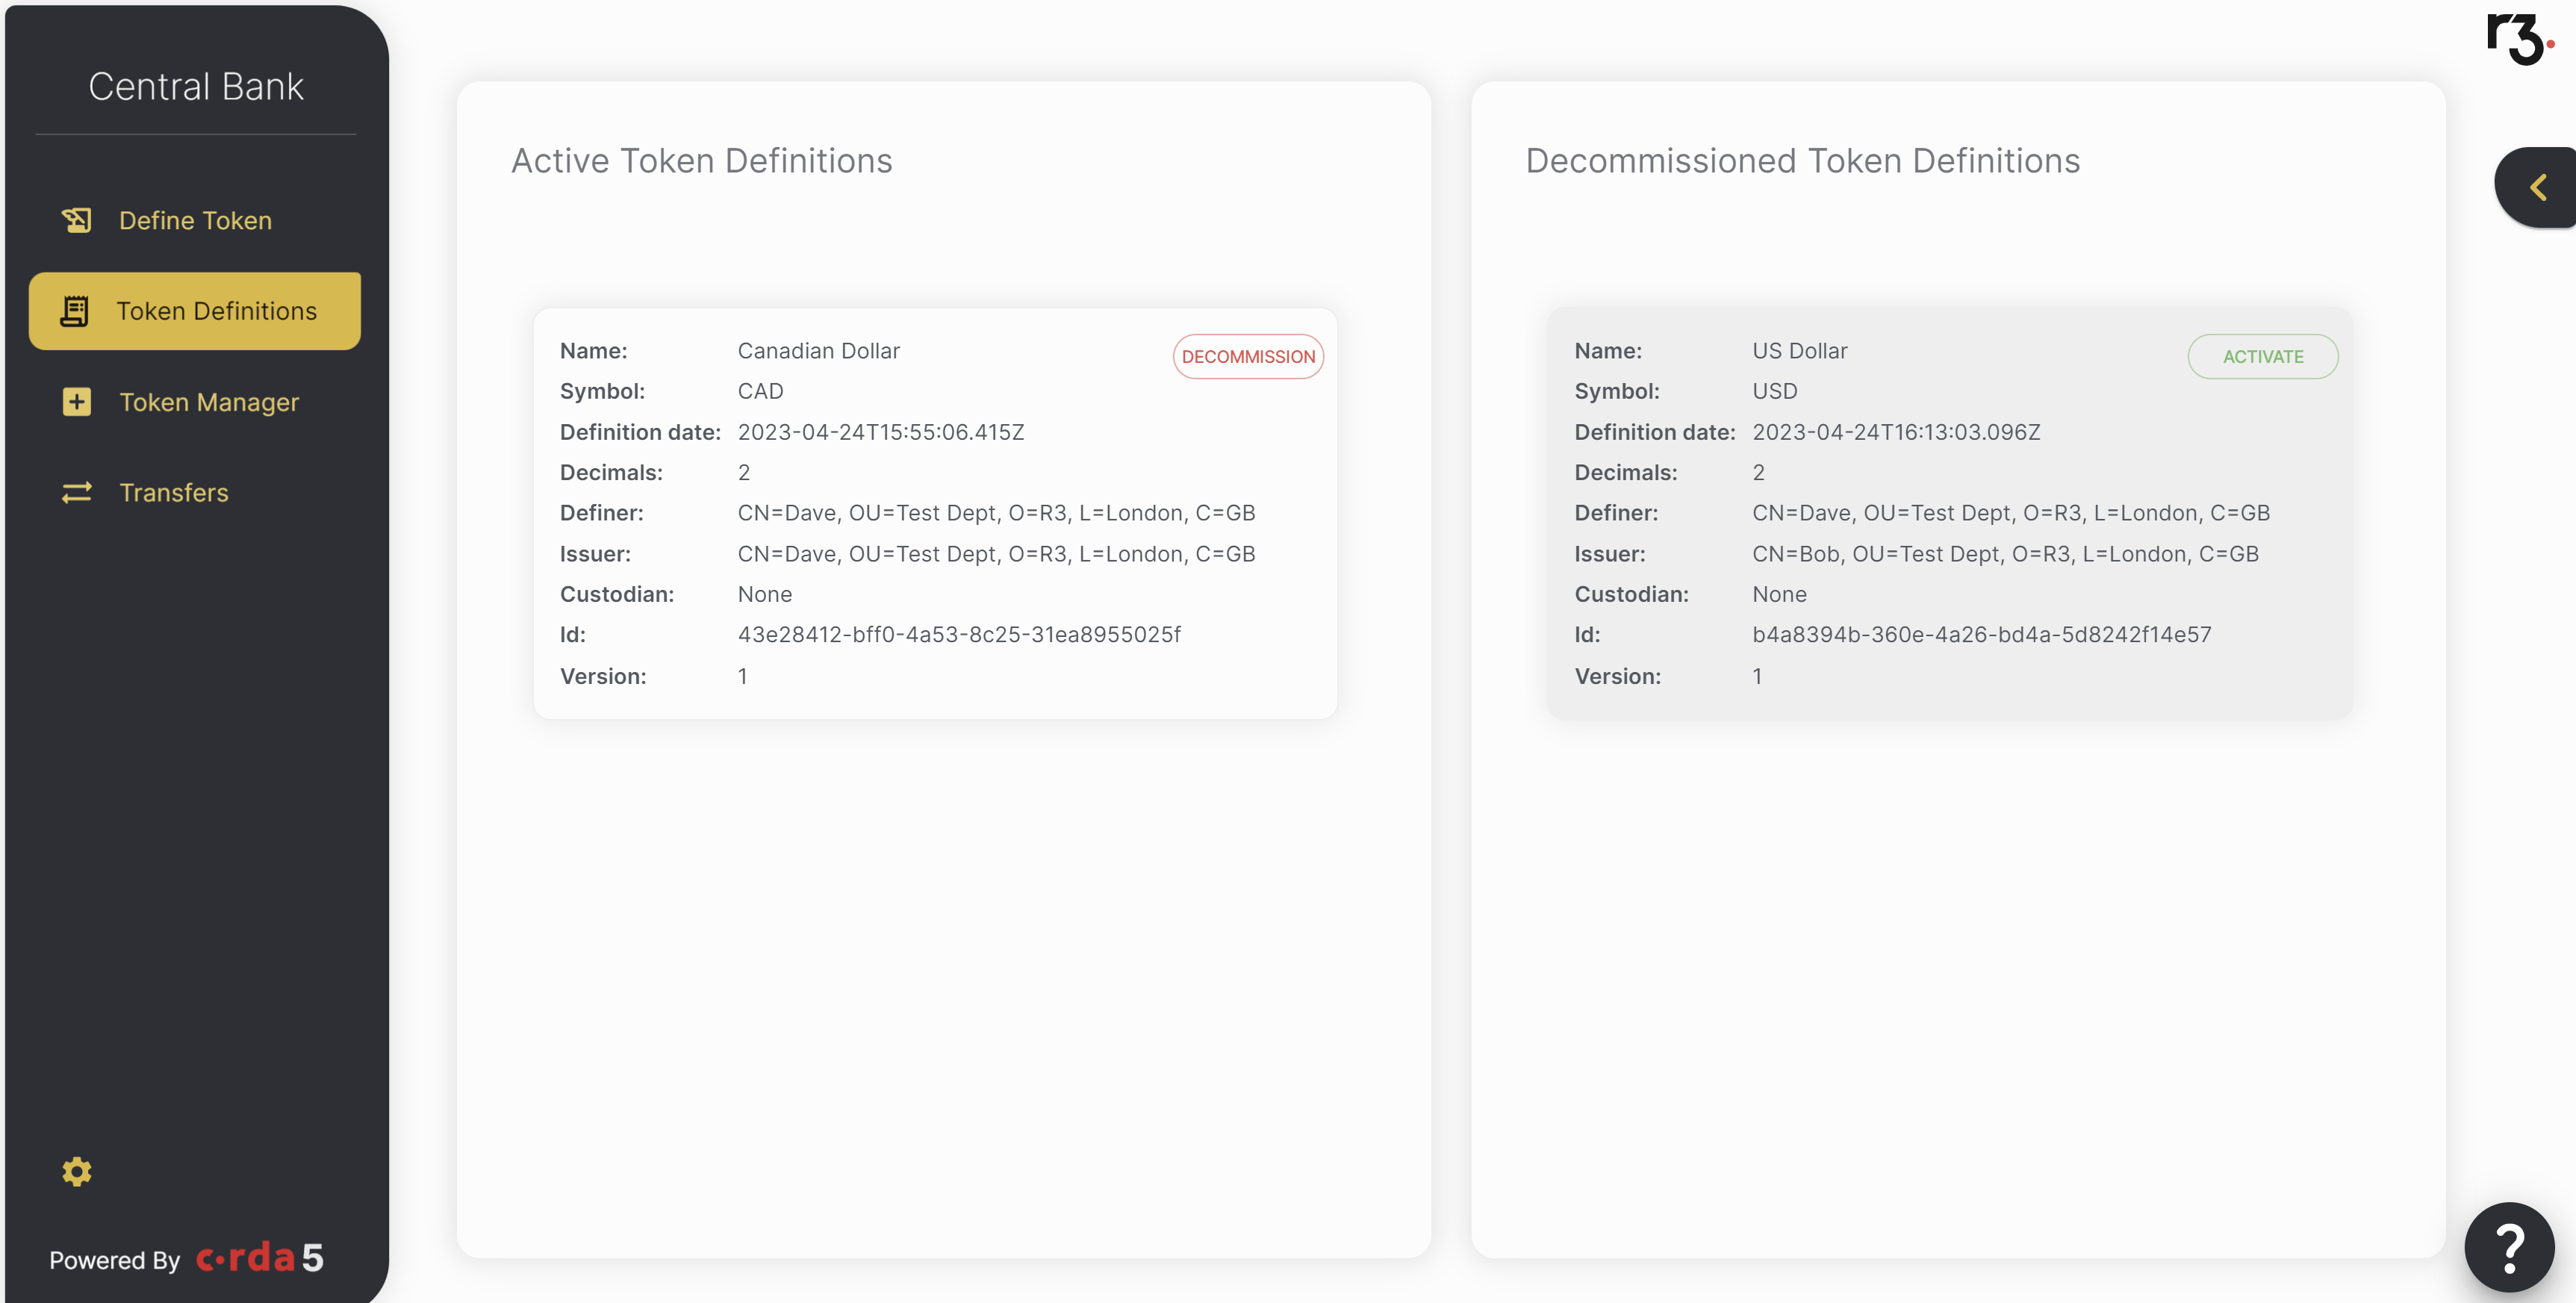 Central Bank
Define Token
Token Definitions
Token Manager
Transfers
Powered By c·rda 5
Active Token Definitions
Name: Canadian Dollar
DECOMMISSION
Symbol: CAD
Definition date: 2023-04-24T15:55:06.415Z
Decimals: 2
Definer: CN=Dave, OU=Test Dept, O=R3, L=London, C=GB
Issuer: CN=Dave, OU=Test Dept, O=R3, L=London, C=GB
Custodian: None
Id: 43e28412-bff0-4a53-8c25-31ea8955025f
Version: 1
Decommissioned Token Definitions
Name: US Dollar
ACTIVATE
Symbol: USD
Definition date: 2023-04-24T16:13:03.096Z
Decimals: 2
Definer: CN=Dave, OU=Test Dept, O=R3, L=London, C=GB
Issuer: CN=Bob, OU=Test Dept, O=R3, L=London, C=GB
Custodian: None
Id: b4a8394b-360e-4a26-bd4a-5d8242f14e57
Version: 1
r3.
?